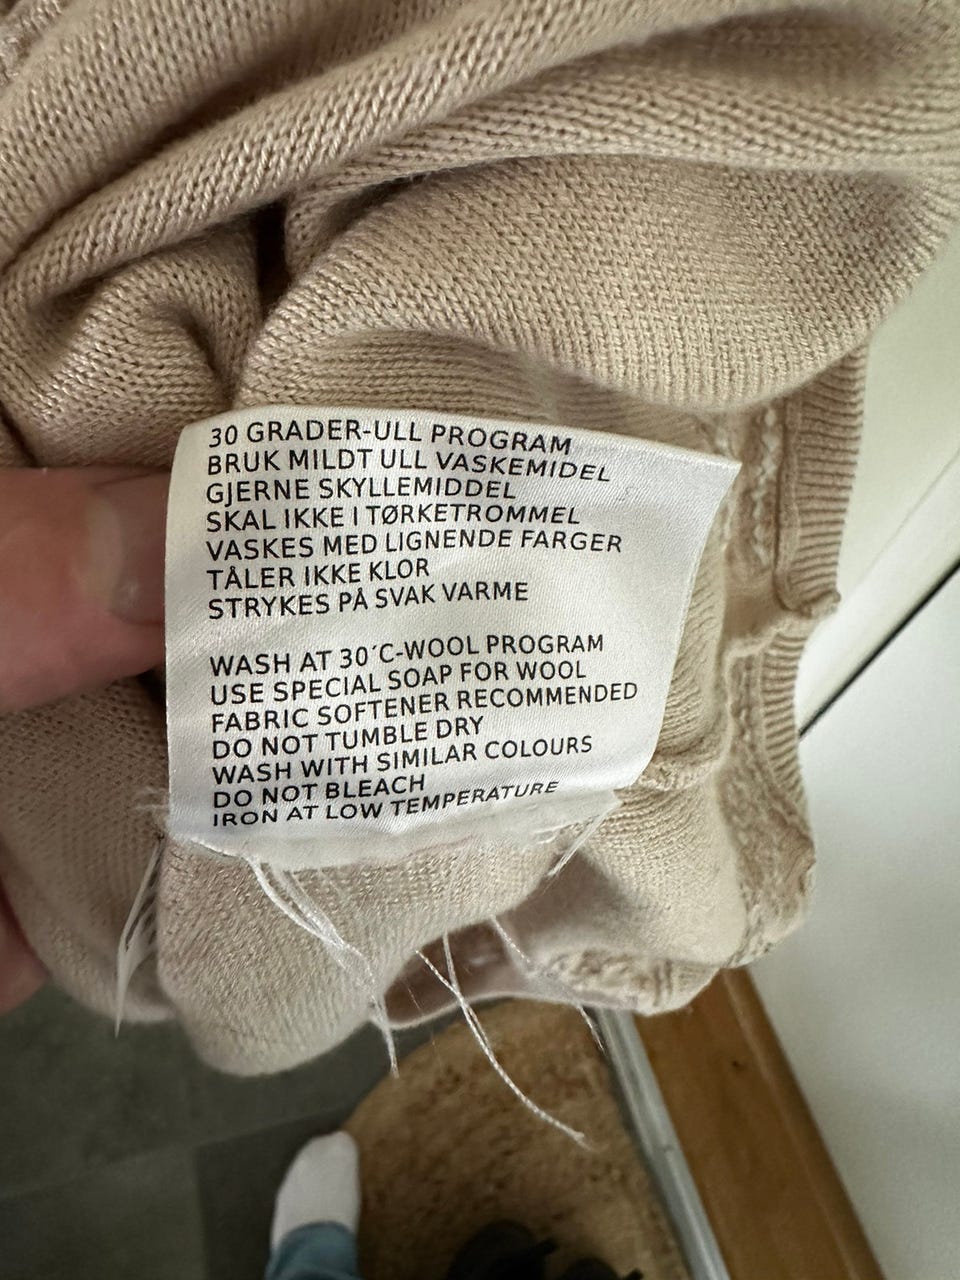 30 GRADER-ULL PROGRAM
BRUK MILDT ULL VASKEMIDEL
GJERNE SKYLLEMIDDEL
SKAL IKKE I TØRKETROMMEL
VASKES MED LIGNENDE FARGER
TÅLER IKKE KLOR
STRYKES PÅ SVAK VARME
WASH AT 30´C-WOOL PROGRAM
USE SPECIAL SOAP FOR WOOL
FABRIC SOFTENER RECOMMENDED
DO NOT TUMBLE DRY
WASH WITH SIMILAR COLOURS
DO NOT BLEACH
IRON AT LOW TEMPERATURE